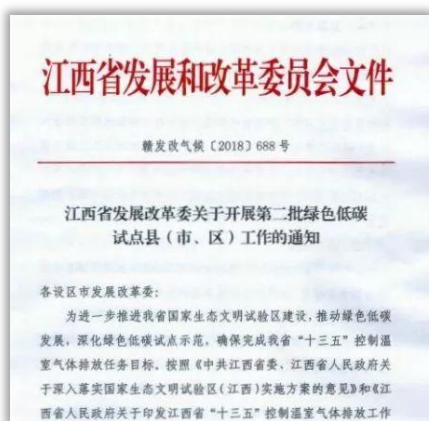 江西省发展和改革委员会文件
赣发改气候〔2018〕688号
江西省发展改革委关于开展第二批绿色低碳
试点县（市、区）工作的通知
各设区市发展改革委：
为进一步推进我省国家生态文明试验区建设，推动绿色低碳
发展，深化绿色低碳试点示范，确保完成我省“十三五”控制温
室气体排放任务目标。按照《中共江西省委、江西省人民政府关
于深入落实国家生态文明试验区（江西）实施方案的意见》和《江
西省人民政府关于印发江西省“十三五”控制温室气体排放工作